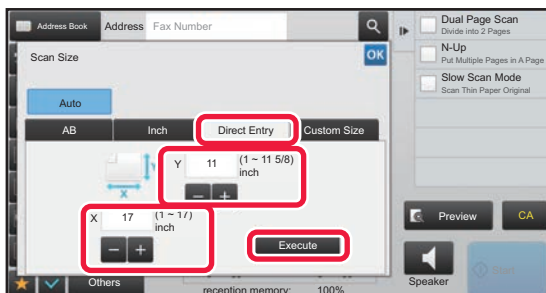 Address Book
Address
Fax Number
Dual Page Scan
Divide into 2 Pages
N-Up
Put Multiple Pages in A Page
Slow Scan Mode
Scan Thin Paper Original
Scan Size
OK
Auto
AB
Inch
Direct Entry
Custom Size
Y
X
Y 11 (1 ~ 11 5/8)
inch
X 17 (1 ~ 17)
inch
Execute
Preview
CA
Others
reception memory: 100%
Speaker
Start